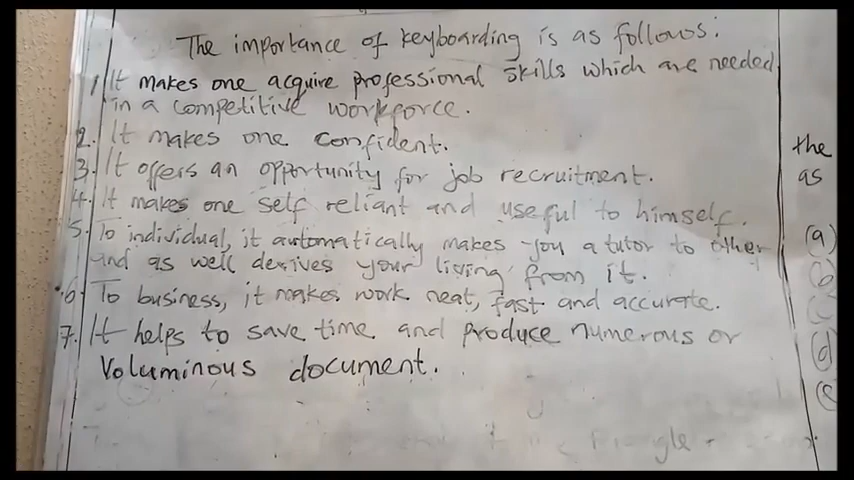 The importance of keyboarding is as follows:
1. It makes one acquire professional skills which are needed
in a competitive workforce.
2. It makes one confident.
3. It offers an opportunity for job recruitment.
4. It makes one self reliant and useful to himself.
5. To individual, it automatically makes you a tutor to other
and as well derives your living from it.
6. To business, it makes work neat, fast and accurate.
7. It helps to save time and produce numerous or
voluminous document.
the
as
(a)
(b)
(c)
(d)
(e)